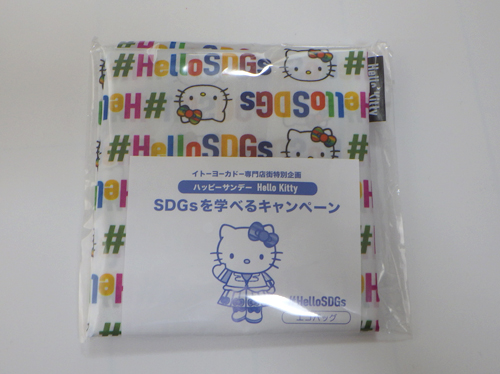 #HelloSDGs
HelloSDGs
#HelloSDGs
Hello Kitty
イトーヨーカドー専門店街特別企画
ハッピーサンデー Hello Kitty
SDGsを学べるキャンペーン
#HelloSDGs
エコバッグ